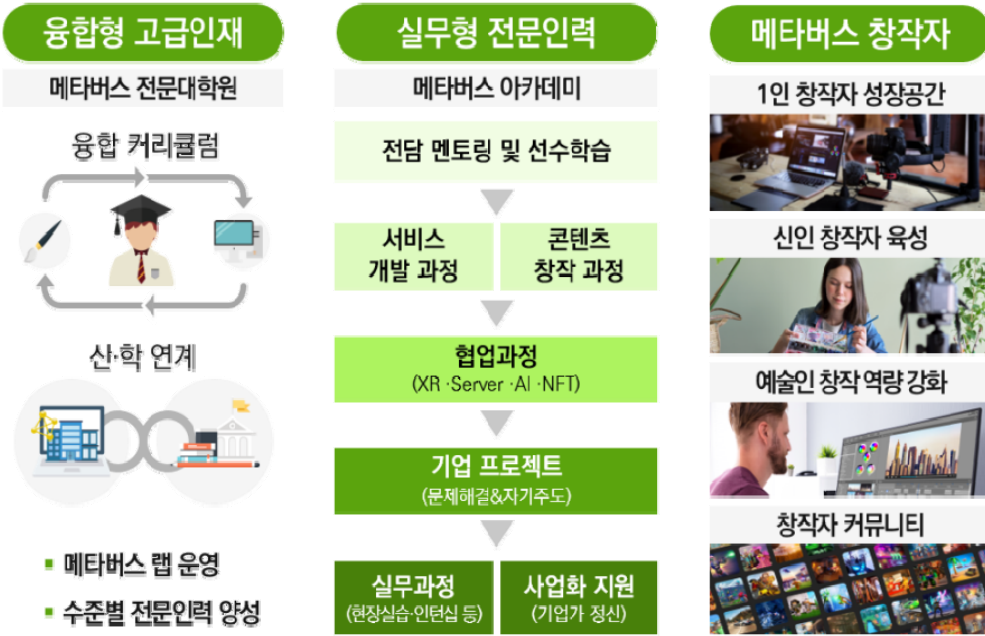 융합형 고급인재
메타버스 전문대학원
융합 커리큘럼
산·학 연계
▪ 메타버스 랩 운영
▪ 수준별 전문인력 양성
실무형 전문인력
메타버스 아카데미
전담 멘토링 및 선수학습
서비스
개발 과정
콘텐츠
창작 과정
협업과정
(XR ·Server ·AI ·NFT)
기업 프로젝트
(문제해결&자기주도)
실무과정
(현장실습·인턴십 등)
사업화 지원
(기업가 정신)
메타버스 창작자
1인 창작자 성장공간
신인 창작자 육성
예술인 창작 역량 강화
창작자 커뮤니티